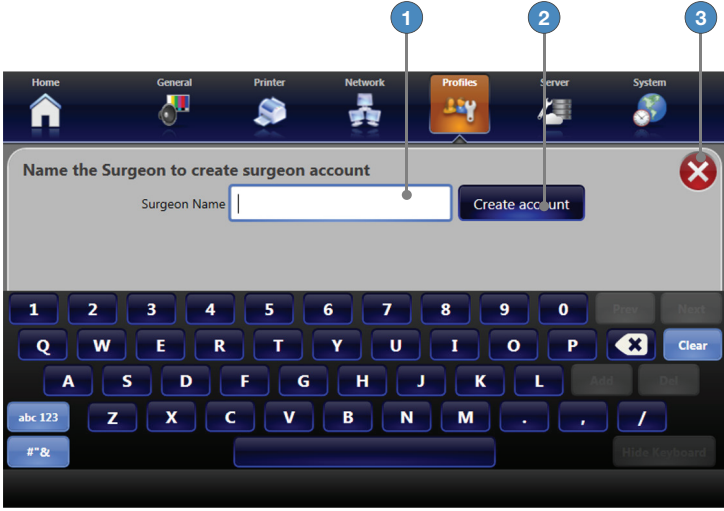 1 2 3
Home General Printer Network Profiles Server System
Name the Surgeon to create surgeon account
Surgeon Name Create account
1 2 3 4 5 6 7 8 9 0 Prev Next
Q W E R T Y U I O P Clear
A S D F G H J K L Add Del
abc 123 Z X C V B N M . , /
#"& Hide Keyboard